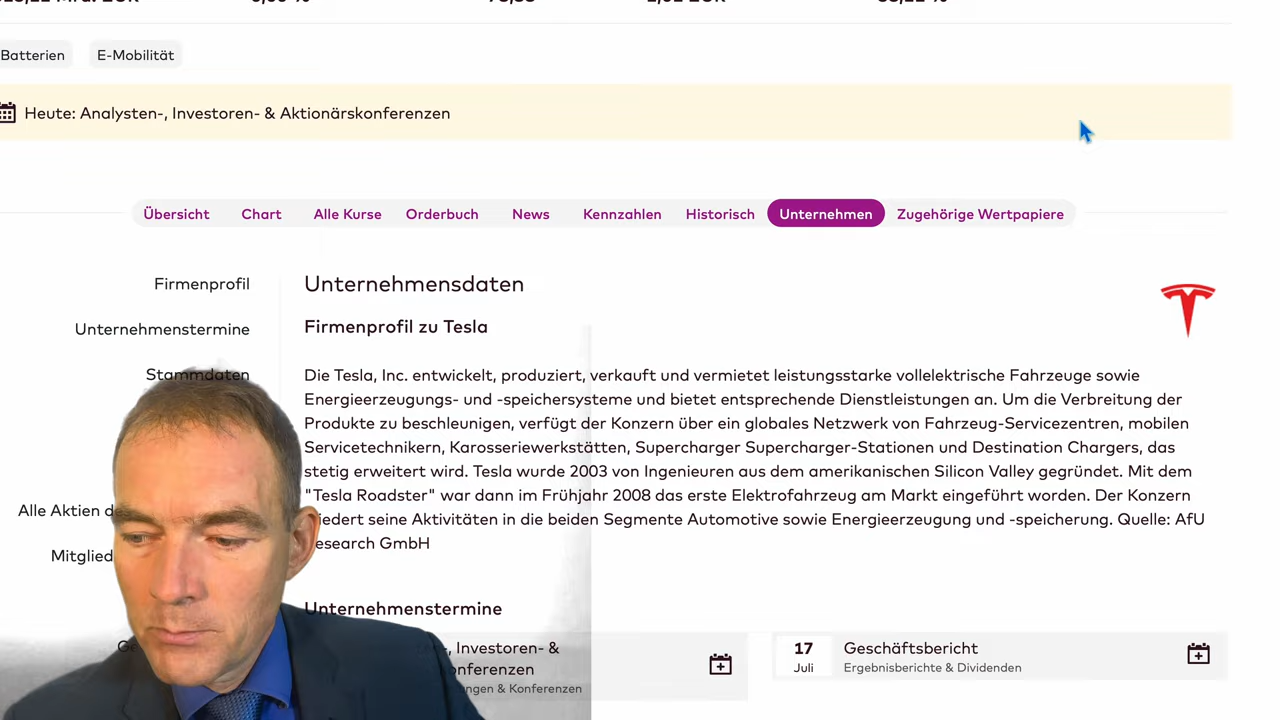 Batterien
E-Mobilität
Heute: Analysten-, Investoren- & Aktionärskonferenzen
Übersicht
Chart
Alle Kurse
Orderbuch
News
Kennzahlen
Historisch
Unternehmen
Zugehörige Wertpapiere
Firmenprofil
Unternehmenstermine
Stammdaten
Alle Aktien
Unternehmensdaten
Firmenprofil zu Tesla
Die Tesla, Inc. entwickelt, produziert, verkauft und vermietet leistungsstarke vollelektrische Fahrzeuge sowie
Energieerzeugungs- und -speichersysteme und bietet entsprechende Dienstleistungen an. Um die Verbreitung der
Produkte zu beschleunigen, verfügt der Konzern über ein globales Netzwerk von Fahrzeug-Servicezentren, mobilen
Servicetechnikern, Karosseriewerkstätten, Supercharger Supercharger-Stationen und Destination Chargers, das
stetig erweitert wird. Tesla wurde 2003 von Ingenieuren aus dem amerikanischen Silicon Valley gegründet. Mit dem
"Tesla Roadster" war dann im Frühjahr 2008 das erste Elektrofahrzeug am Markt eingeführt worden. Der Konzern
seine Aktivitäten in die beiden Segmente Automotive sowie Energieerzeugung und -speicherung. Quelle: AfU
GmbH
Unternehmenstermine
Investoren- &
& Konferenzen
17
Juli
Geschäftsbericht
Ergebnisberichte & Dividenden